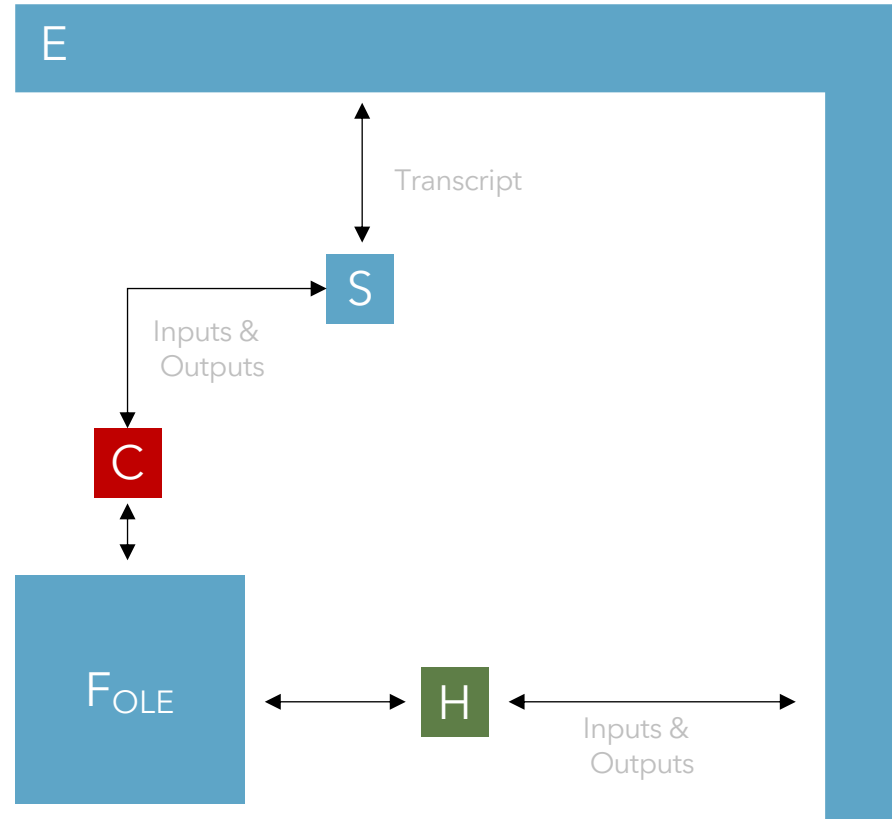 E
Transcript
S
Inputs &
Outputs
C
FOLE
H
Inputs &
Outputs